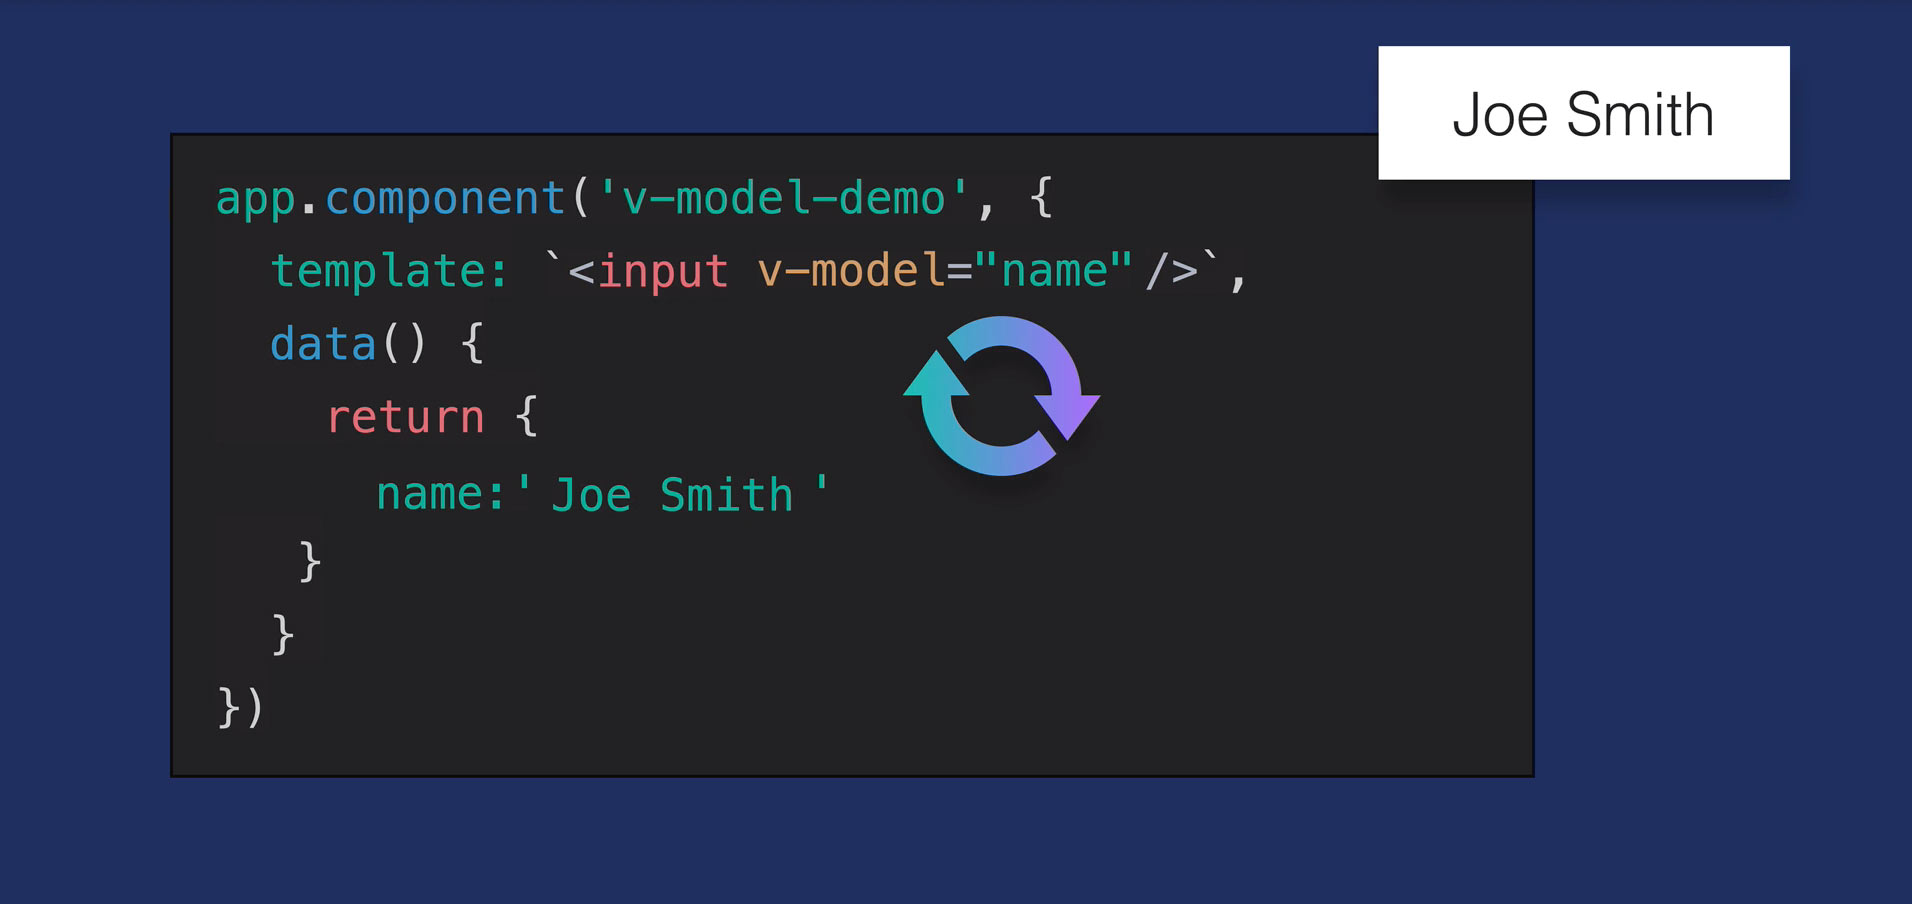 Joe Smith
app.component('v-model-demo', {
  template: `<input v-model="name" />`,
  data() {
    return {
      name:' Joe Smith '
   }
  }
})